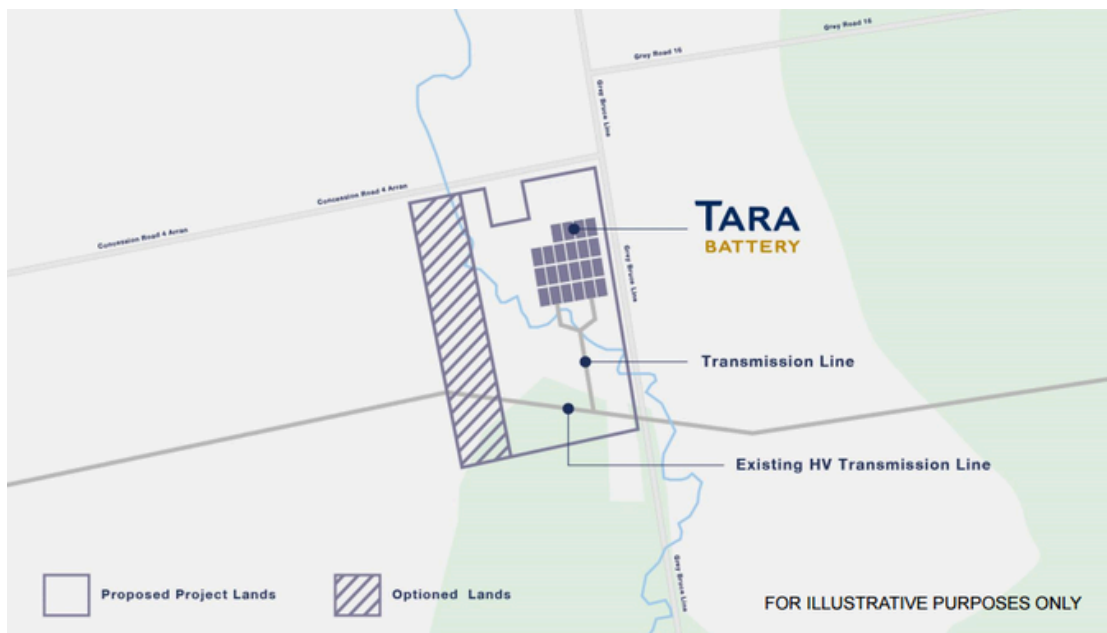 Grey Road 16
Grey Road 16
Grey Bruce Line
Concession Road 4 Arran
Concession Road 4 Arran
TARA
BATTERY
Grey Bruce Line
Transmission Line
Existing HV Transmission Line
Grey Bruce Line
Proposed Project Lands
Optioned Lands
FOR ILLUSTRATIVE PURPOSES ONLY